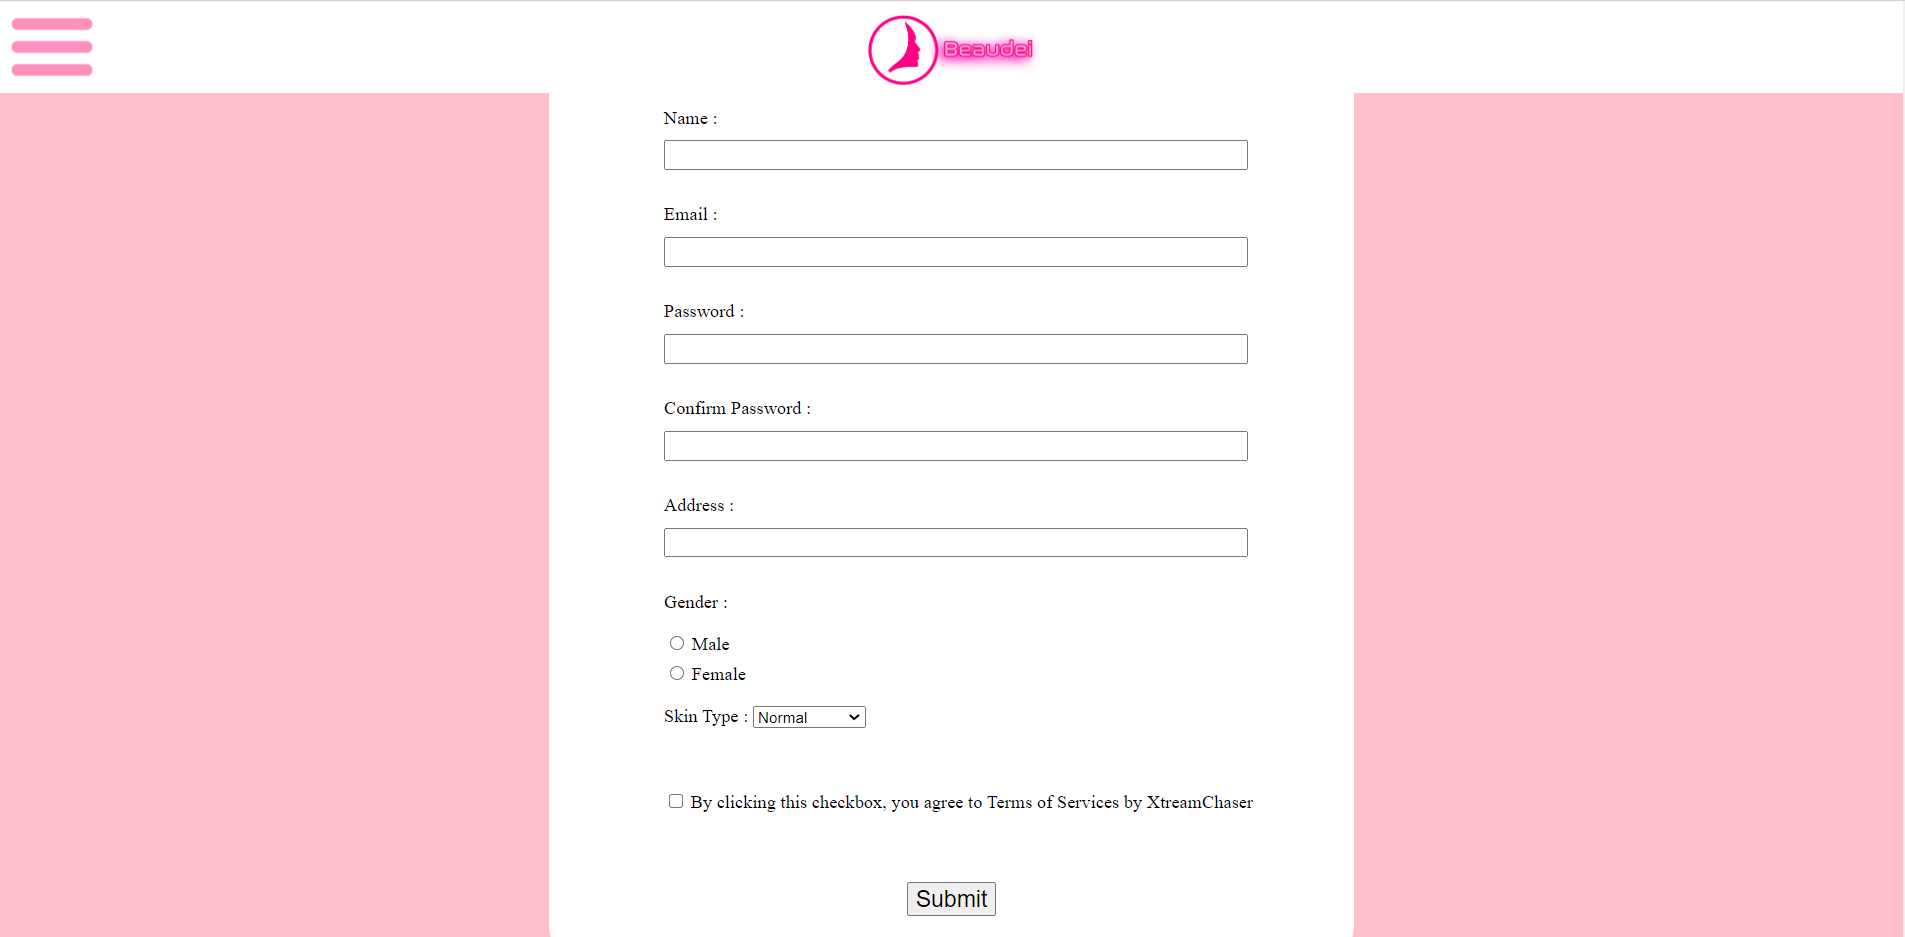 Beaudei
Name :
Email :
Password :
Confirm Password :
Address :
Gender :
Male
Female
Skin Type : Normal
By clicking this checkbox, you agree to Terms of Services by XtreamChaser
Submit